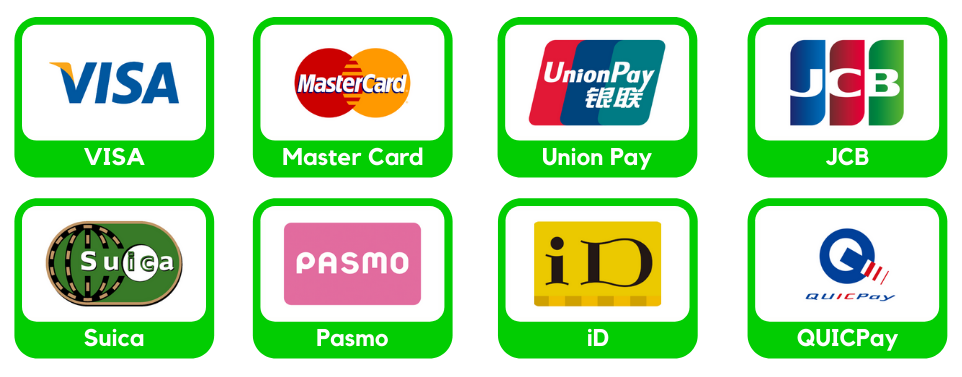 VISA
MasterCard
UnionPay
银联
JCB
VISA
Master Card
Union Pay
JCB
Suica
PASMO
iD
QUICPay
Suica
Pasmo
iD
QUICPay